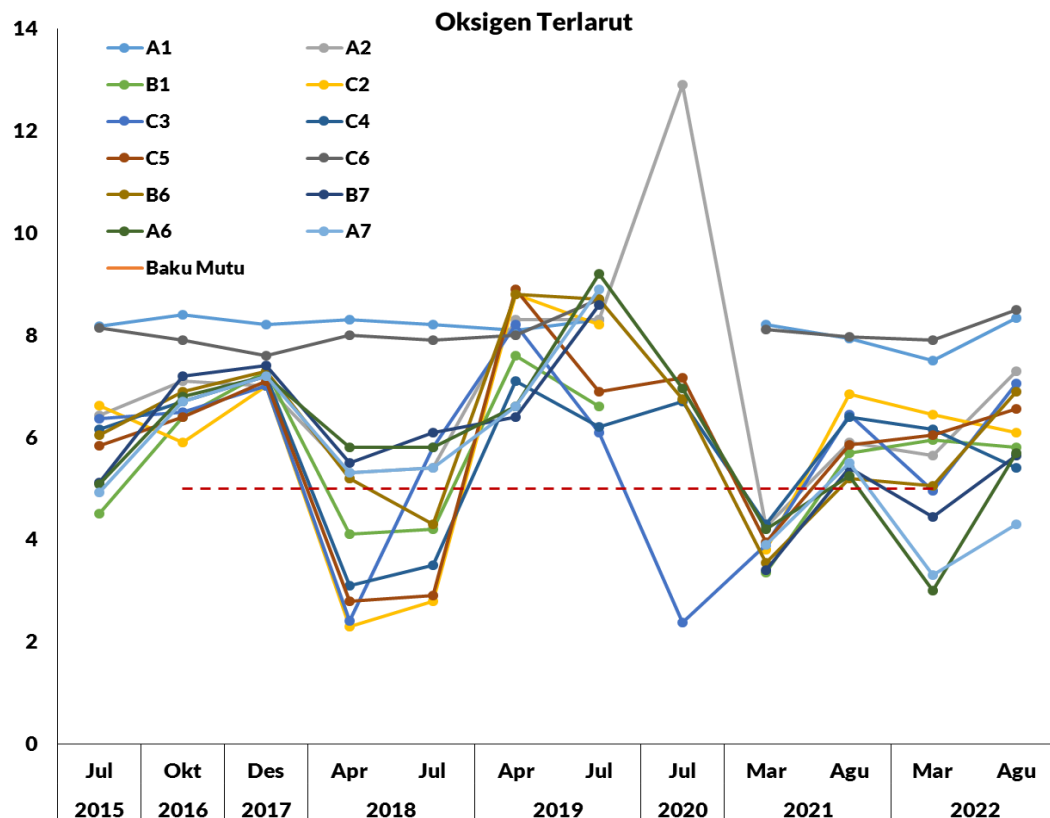 Oksigen Terlarut
14
12
10
8
6
4
2
0
A1 A2
B1 C2
C3 C4
C5 C6
B6 B7
A6 A7
Baku Mutu
Jul Okt Des Apr Jul Apr Jul Jul Mar Agu Mar Agu
2015 2016 2017 2018 2019 2020 2021 2022